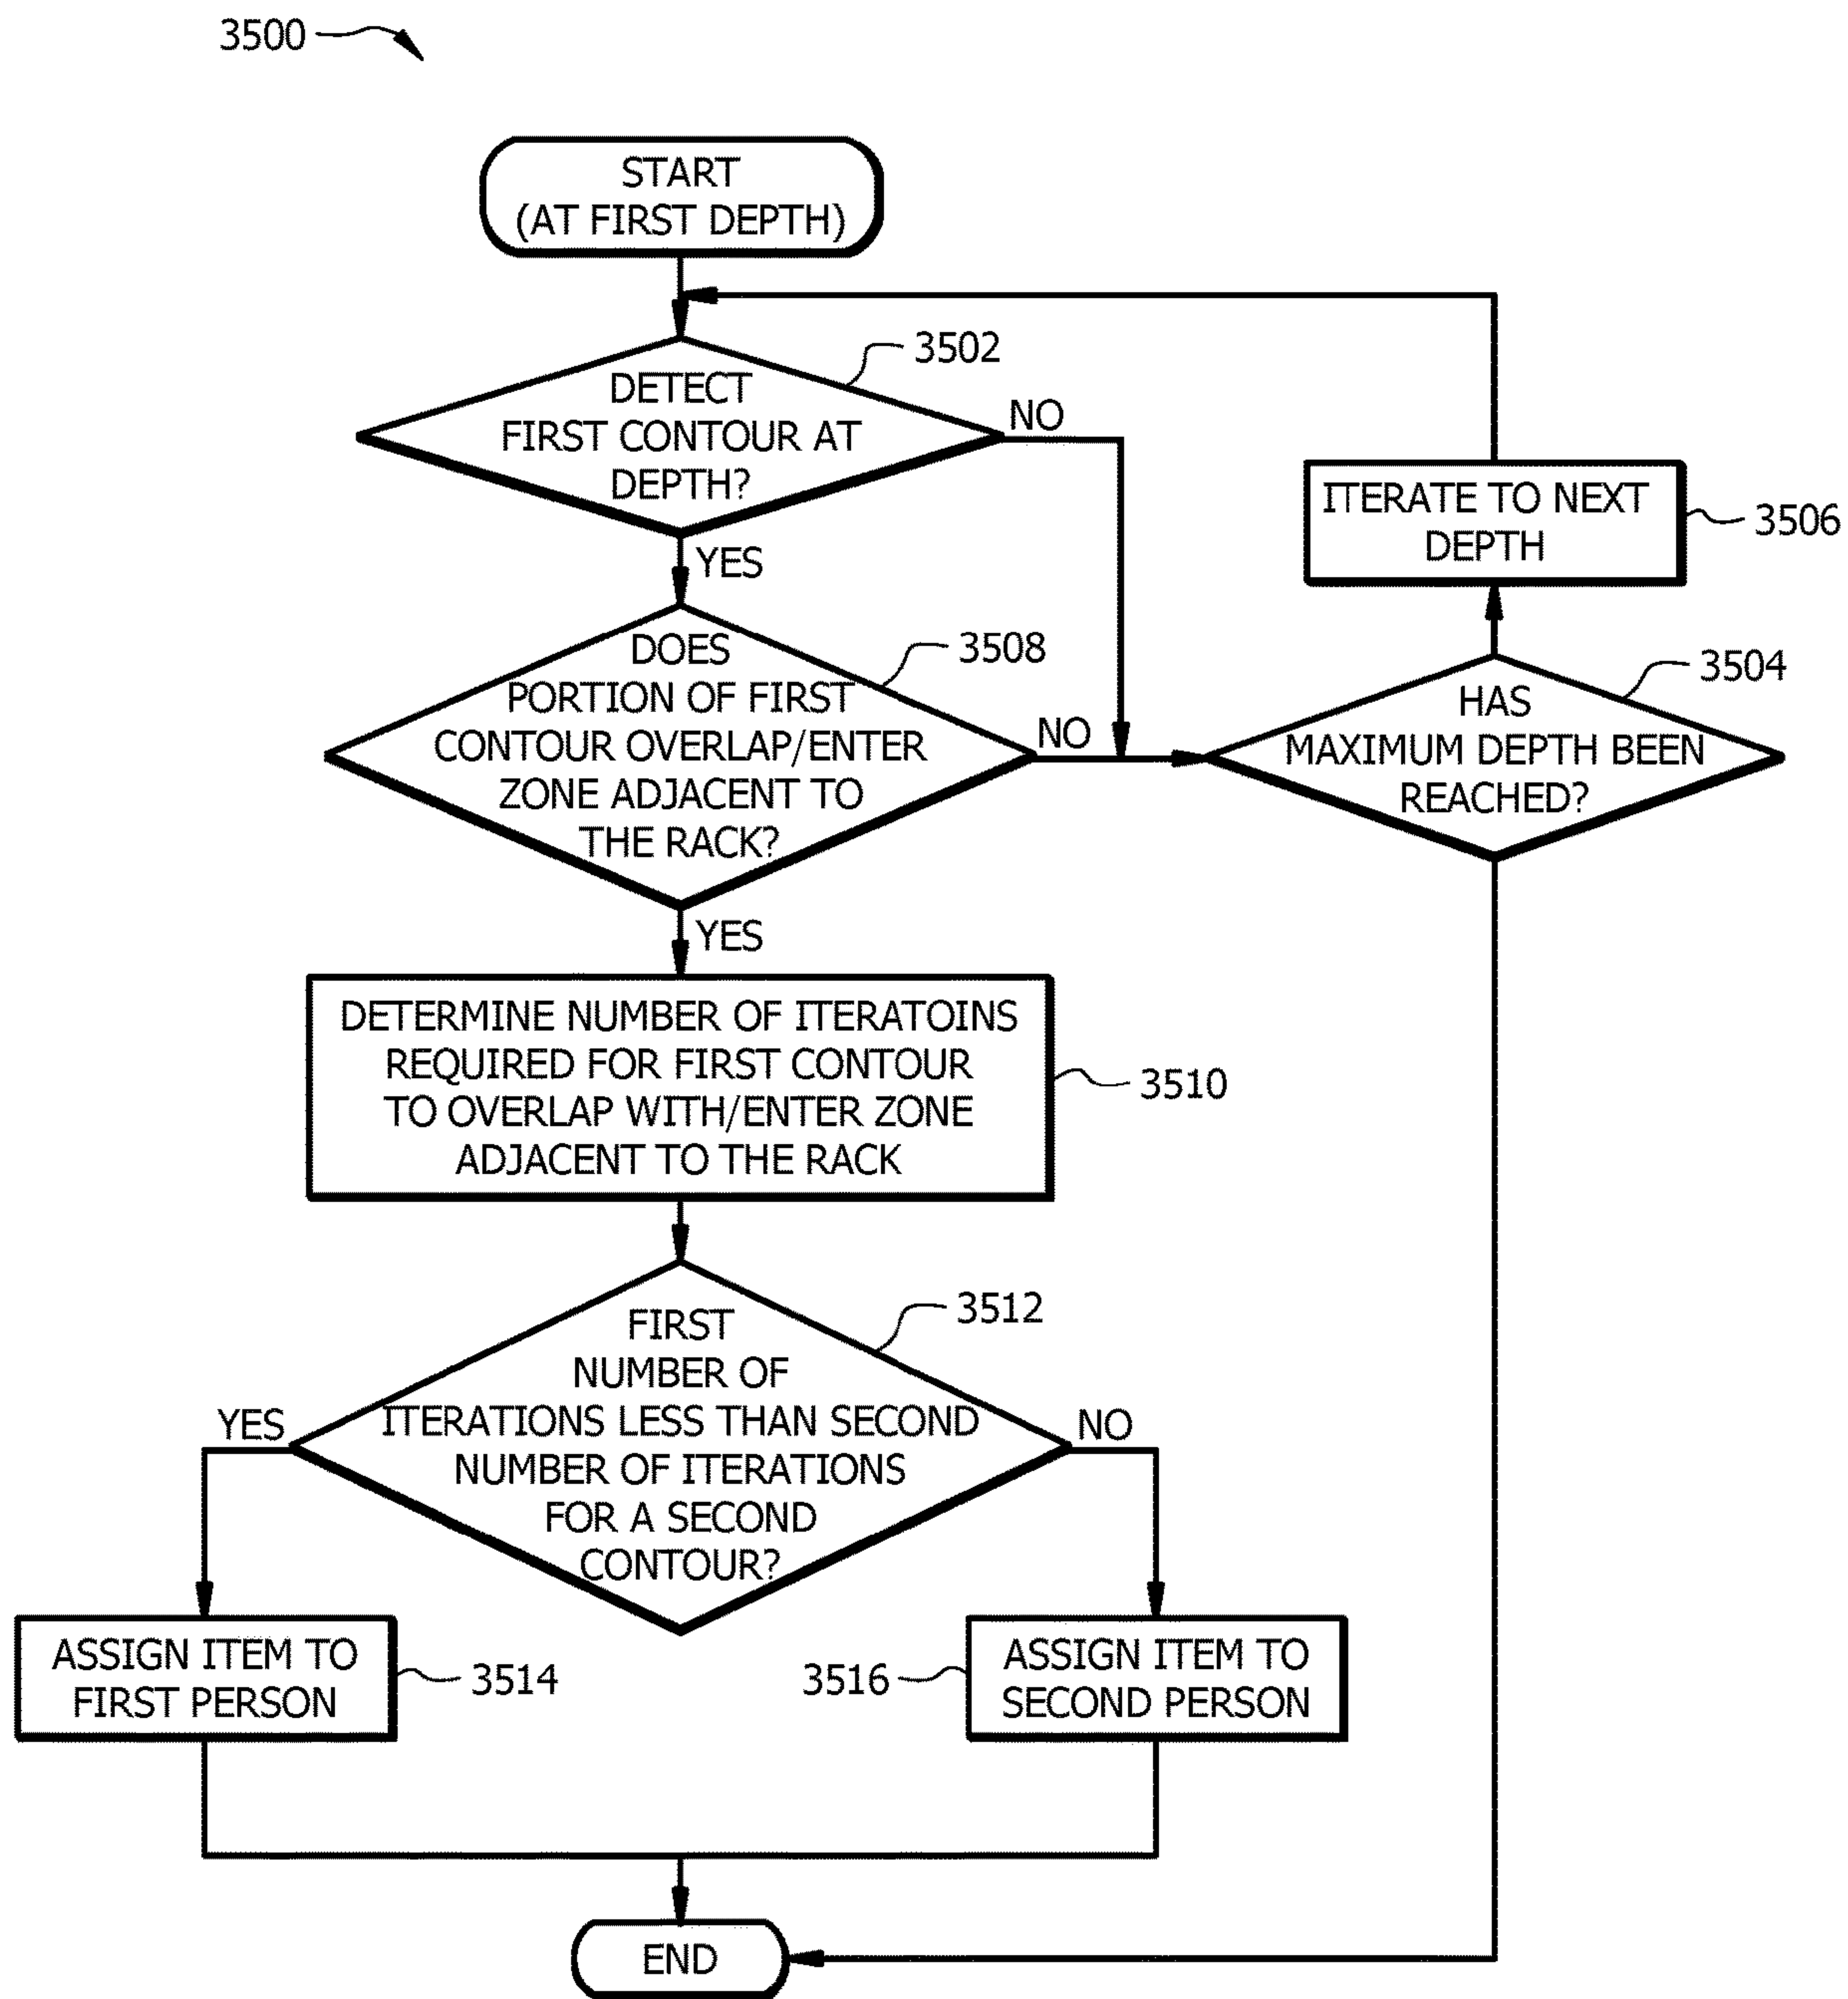 3500
START
(AT FIRST DEPTH)
3502
DETECT
FIRST CONTOUR AT
DEPTH?
NO
YES
ITERATE TO NEXT
DEPTH
3506
DOES
PORTION OF FIRST
CONTOUR OVERLAP/ENTER
ZONE ADJACENT TO
THE RACK?
3508
NO
YES
3504
HAS
MAXIMUM DEPTH BEEN
REACHED?
DETERMINE NUMBER OF ITERATOINS
REQUIRED FOR FIRST CONTOUR
TO OVERLAP WITH/ENTER ZONE
ADJACENT TO THE RACK
3510
3512
FIRST
NUMBER OF
ITERATIONS LESS THAN SECOND
NUMBER OF ITERATIONS
FOR A SECOND
CONTOUR?
YES
NO
ASSIGN ITEM TO
FIRST PERSON
3514
3516
ASSIGN ITEM TO
SECOND PERSON
END